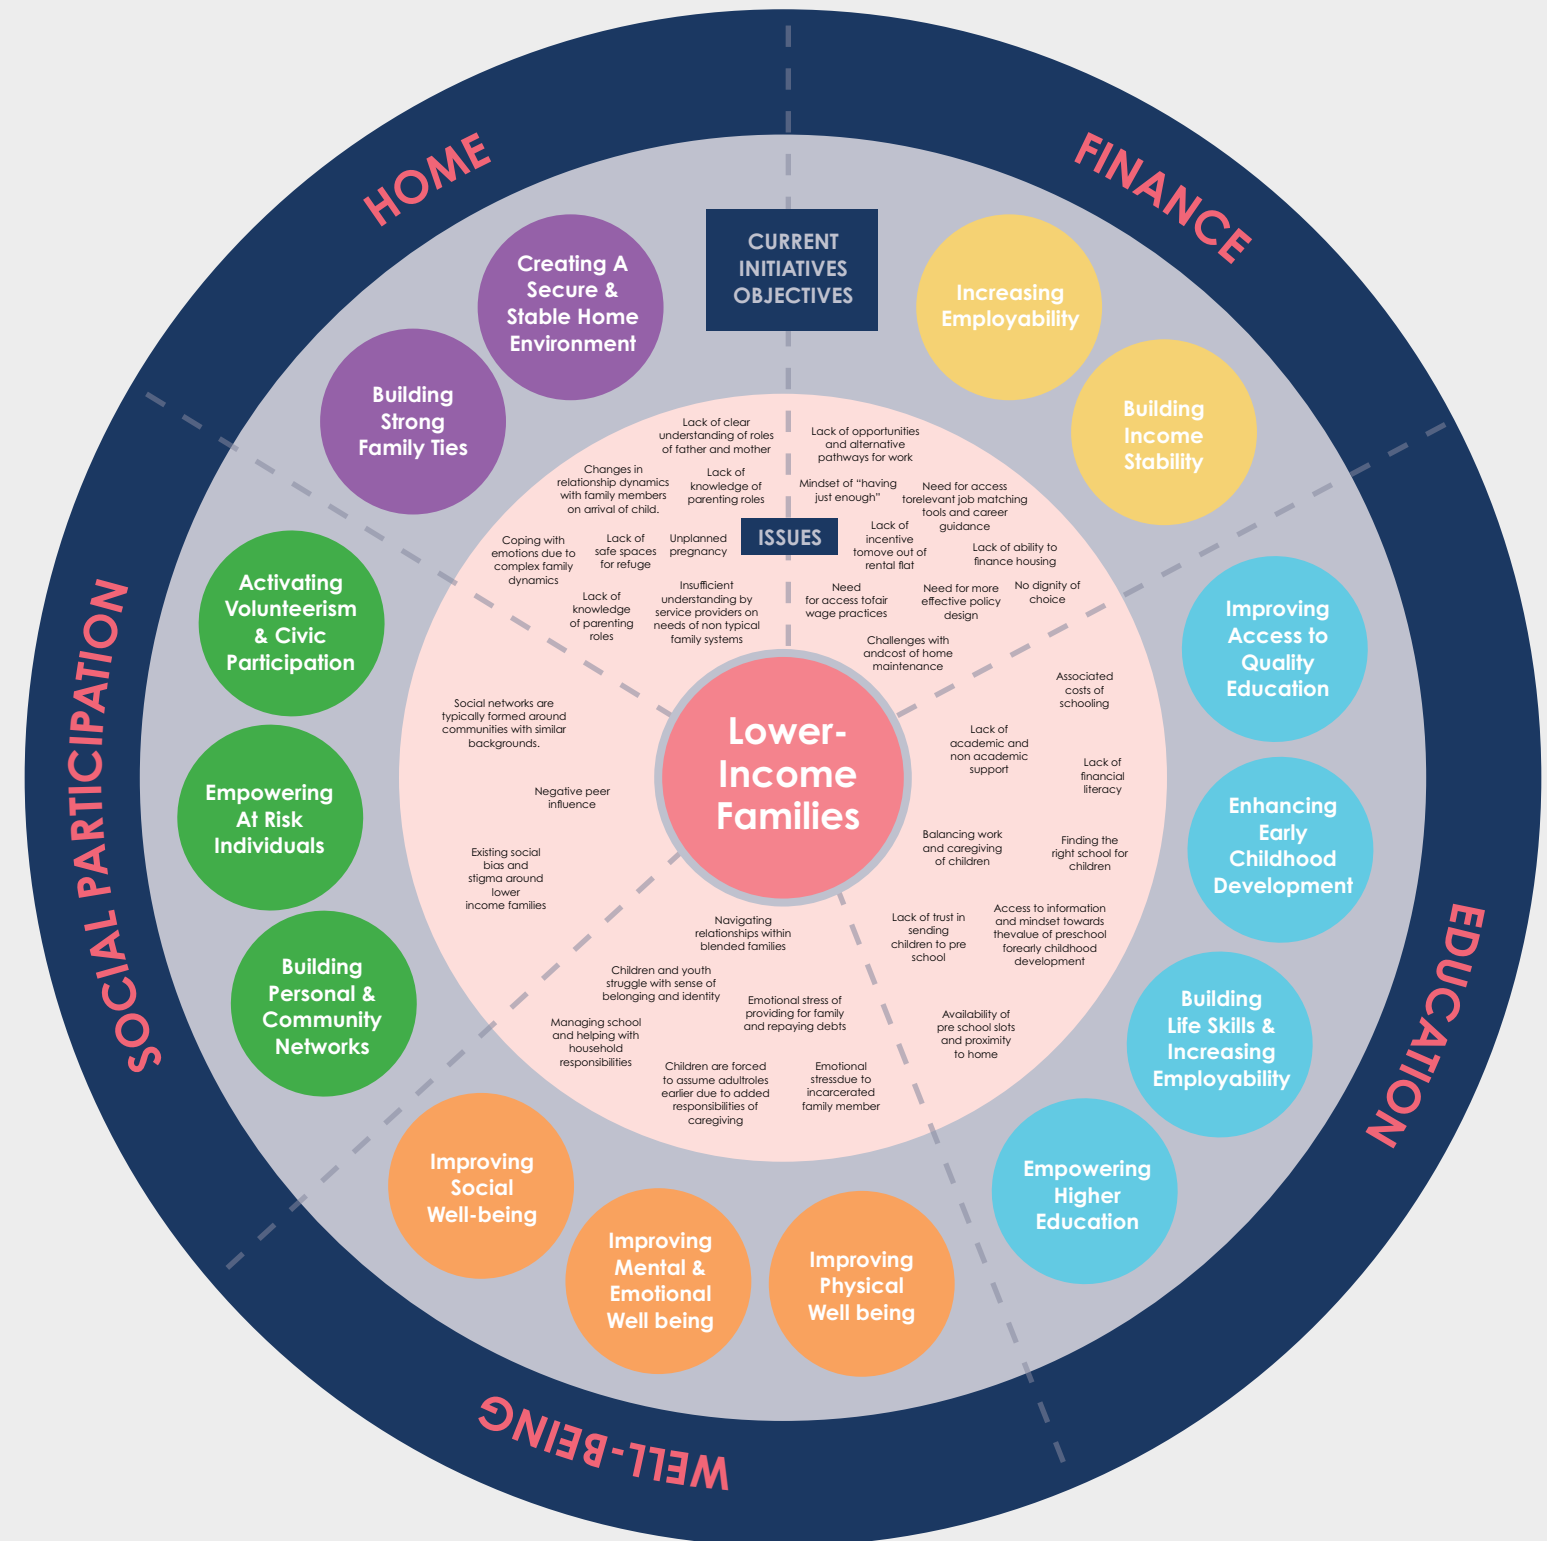 HOME
FINANCE
EDUCATION
WELL-BEING
SOCIAL PARTICIPATION
CURRENT
INITIATIVES
OBJECTIVES
Creating A
Secure &
Stable Home
Environment
Building
Strong
Family Ties
Increasing
Employability
Building
Income
Stability
Improving
Access to
Quality
Education
Enhancing
Early
Childhood
Development
Building
Life Skills &
Increasing
Employability
Empowering
Higher
Education
Improving
Physical
Well being
Improving
Mental &
Emotional
Well being
Improving
Social
Well-being
Building
Personal &
Community
Networks
Empowering
At Risk
Individuals
Activating
Volunteerism
& Civic
Participation
ISSUES
Lack of clear
understanding of roles
of father and mother
Changes in
relationship dynamics
with family members
on arrival of child.
Lack of
knowledge of
parenting roles
Coping with
emotions due to
complex family
dynamics
Lack of
safe spaces
for refuge
Unplanned
pregnancy
Lack of
knowledge
of parenting
roles
Insufficient
understanding by
service providers on
needs of non typical
family systems
Lack of opportunities
and alternative
pathways for work
Mindset of “having
just enough”
Need for access
torelevant job matching
tools and career
guidance
Lack of
incentive
tomove out of
rental flat
Lack of ability to
finance housing
Need
for access tofair
wage practices
Need for more
effective policy
design
No dignity of
choice
Challenges with
andcost of home
maintenance
Associated
costs of
schooling
Lack of
academic and
non academic
support
Lack of
financial
literacy
Balancing work
and caregiving
of children
Finding the
right school for
children
Lack of trust in
sending
children to pre
school
Access to information
and mindset towards
thevalue of preschool
forearly childhood
development
Availability of
pre school slots
and proximity
to home
Navigating
relationships within
blended families
Children and youth
struggle with sense of
belonging and identity
Emotional stress of
providing for family
and repaying debts
Managing school
and helping with
household
responsibilities
Children are forced
to assume adultroles
earlier due to added
responsibilities of
caregiving
Emotional
stressdue to
incarcerated
family member
Social networks are
typically formed around
communities with similar
backgrounds.
Negative peer
influence
Existing social
bias and
stigma around
lower
income families
Lower-
Income
Families